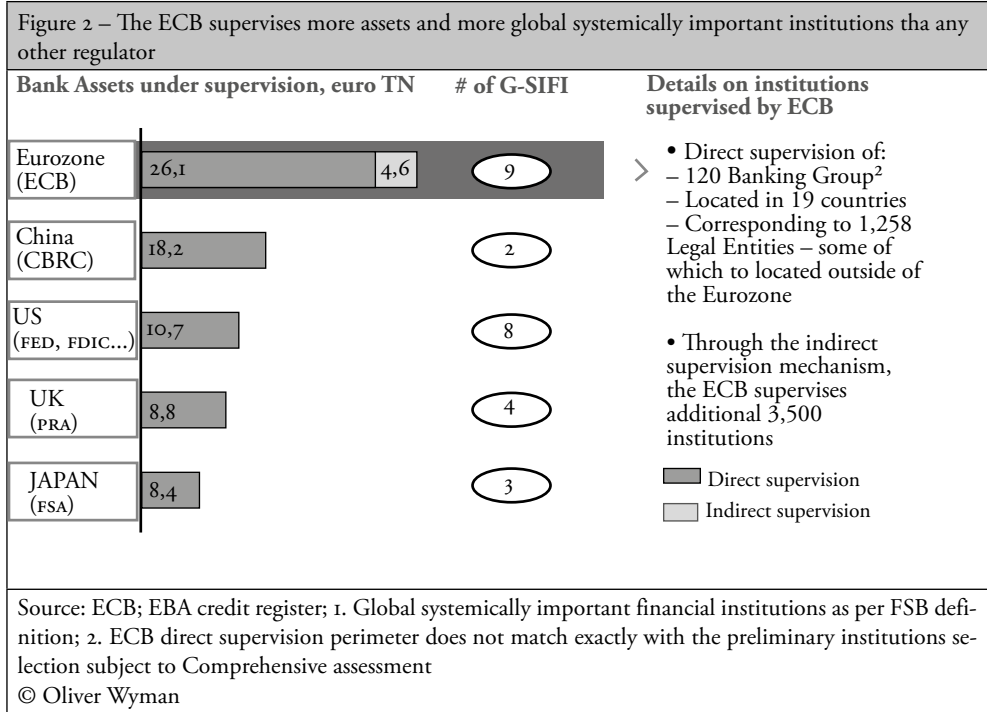 Figure 2 – The ECB supervises more assets and more global systemically important institutions tha any
other regulator
Bank Assets under supervision, euro TN
# of G-SIFI
Details on institutions
supervised by ECB
Eurozone
(ECB)
26,1
4,6
9
China
(CBRC)
18,2
2
US
(FED, FDIC...)
10,7
8
UK
(PRA)
8,8
4
JAPAN
(FSA)
8,4
3
• Direct supervision of:
– 120 Banking Group²
– Located in 19 countries
– Corresponding to 1,258
Legal Entities – some of
which to located outside of
the Eurozone
• Through the indirect
supervision mechanism,
the ECB supervises
additional 3,500
institutions
Direct supervision
Indirect supervision
Source: ECB; EBA credit register; 1. Global systemically important financial institutions as per FSB defi-
nition; 2. ECB direct supervision perimeter does not match exactly with the preliminary institutions se-
lection subject to Comprehensive assessment
© Oliver Wyman